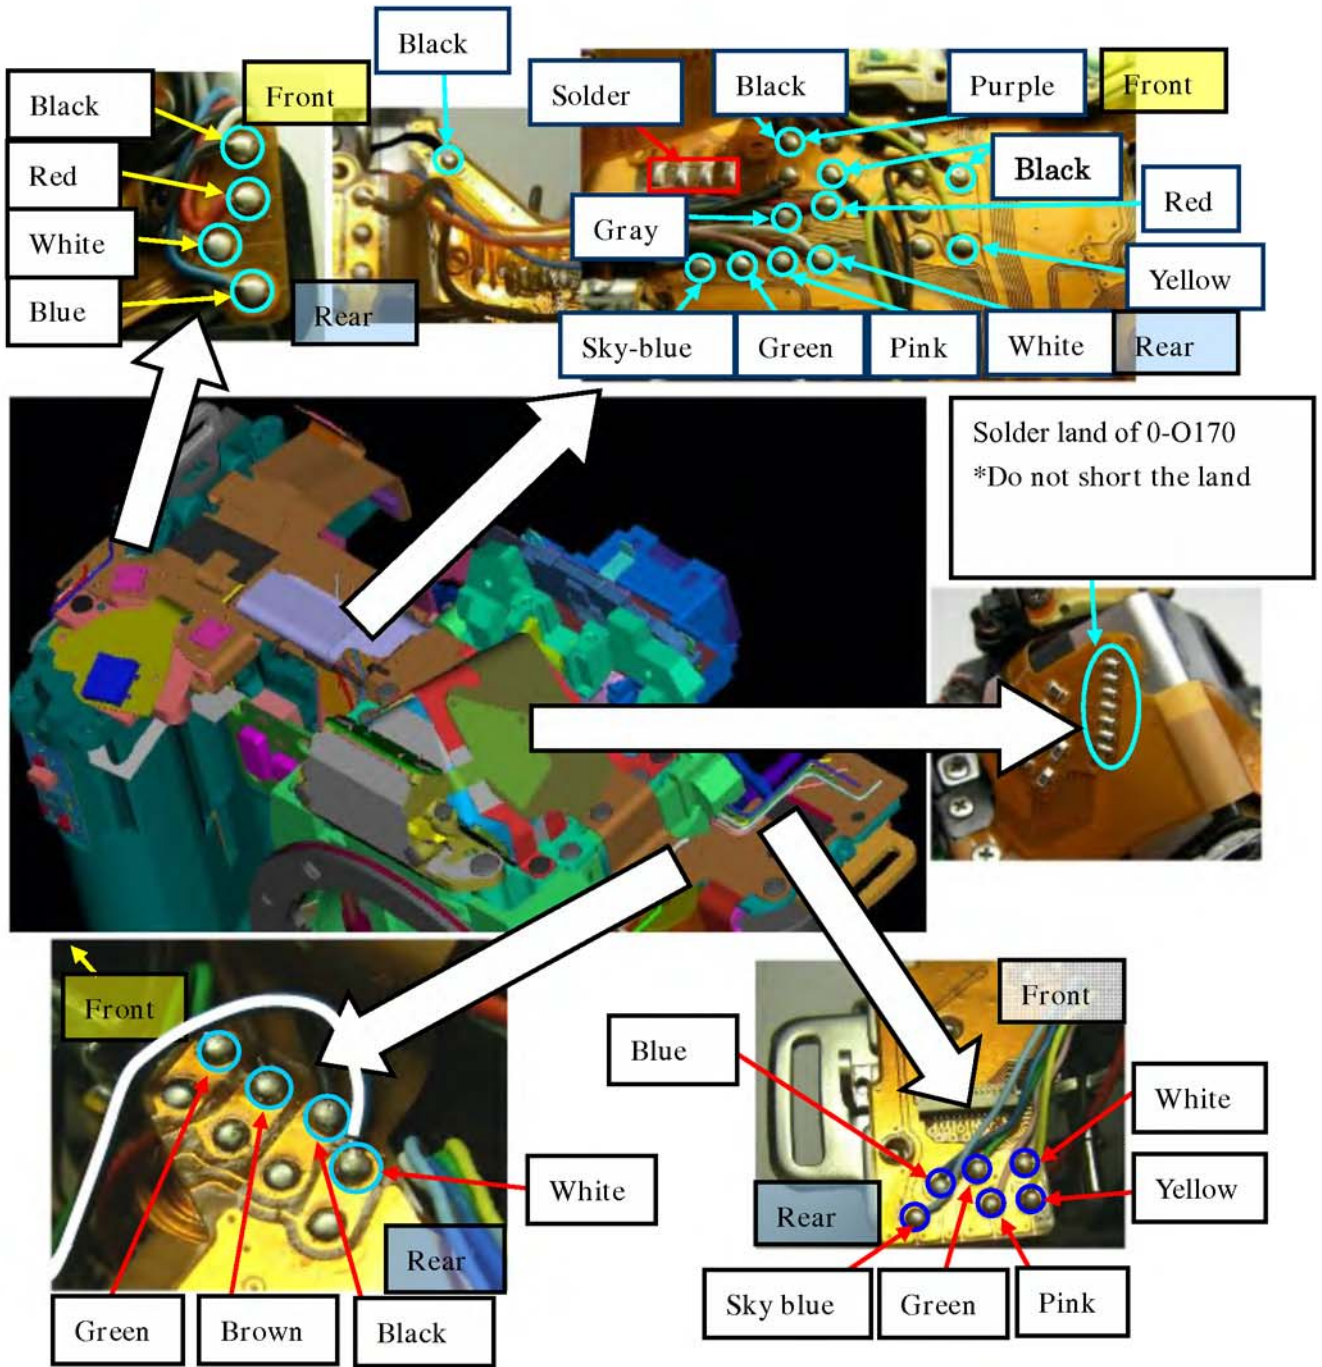 Black
Black
Front
Solder
Black
Purple
Front
Red
Black
Red
White
Gray
Yellow
Blue
Rear
Sky-blue
Green
Pink
White
Rear
Solder land of 0-O170
*Do not short the land
Front
Front
Blue
White
White
Yellow
Rear
Rear
Green
Brown
Black
Sky blue
Green
Pink